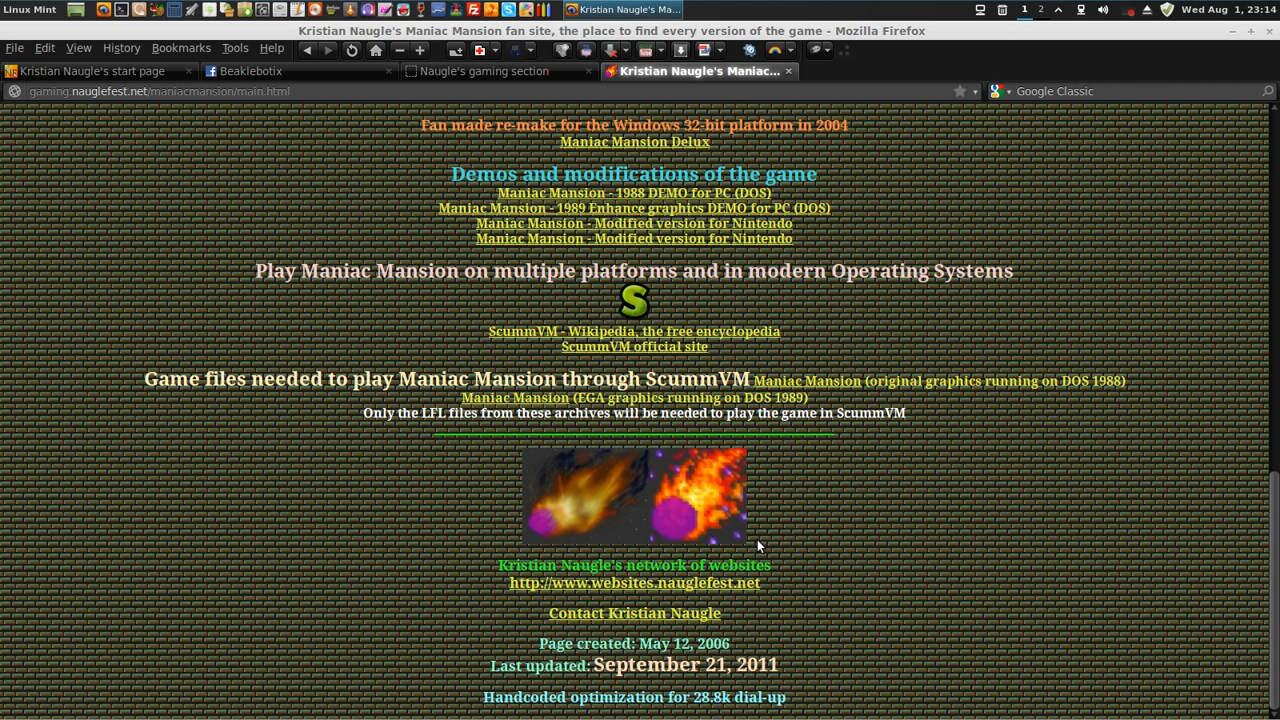 Linux Mint
1 2
Wed Aug 1, 23:14
Kristian Naugle's Ma...
Kristian Naugle's Maniac Mansion fan site, the place to find every version of the game - Mozilla Firefox
File Edit View History Bookmarks Tools Help
Kristian Naugle's start page
Beaklebotix
Naugle's gaming section
Kristian Naugle's Maniac...
gaming.nauglefest.net/maniacmansion/main.html
Google Classic
Fan made re-make for the Windows 32-bit platform in 2004
Maniac Mansion Delux
Demos and modifications of the game
Maniac Mansion - 1988 DEMO for PC (DOS)
Maniac Mansion - 1989 Enhance graphics DEMO for PC (DOS)
Maniac Mansion - Modified version for Nintendo
Maniac Mansion - Modified version for Nintendo
Play Maniac Mansion on multiple platforms and in modern Operating Systems
S
ScummVM - Wikipedia, the free encyclopedia
ScummVM official site
Game files needed to play Maniac Mansion through ScummVM Maniac Mansion (original graphics running on DOS 1988)
Maniac Mansion (EGA graphics running on DOS 1989)
Only the LFL files from these archives will be needed to play the game in ScummVM
Kristian Naugle's network of websites
http://www.websites.nauglefest.net
Contact Kristian Naugle
Page created: May 12, 2006
Last updated: September 21, 2011
Handcoded optimization for 28.8k dial-up